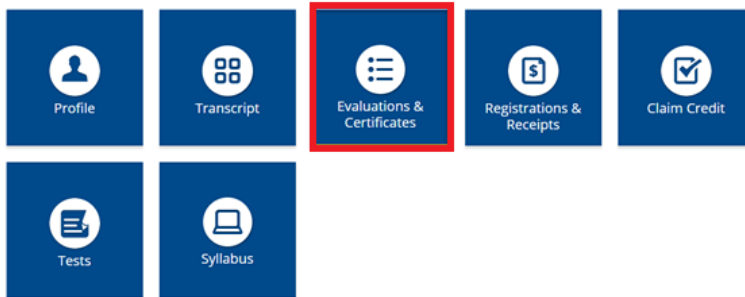 Profile
Transcript
Evaluations &
Certificates
$
Registrations &
Receipts
Claim Credit
Tests
Syllabus